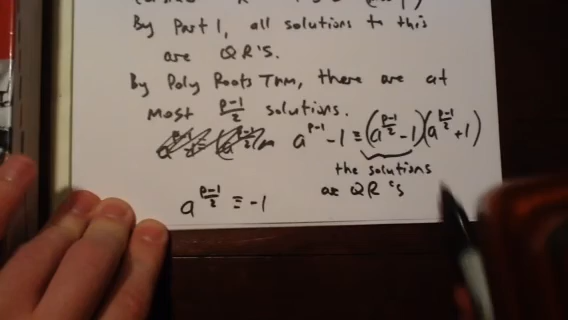 By Part 1, all solutions to this
are QR's.
By Poly Roots Thm, there are at
most (p-1)/2 solutions.
a^(p-1) - 1 ≡ (a^((p-1)/2) - 1)(a^((p-1)/2) + 1)
the solutions
are QR's
a^((p-1)/2) ≡ -1